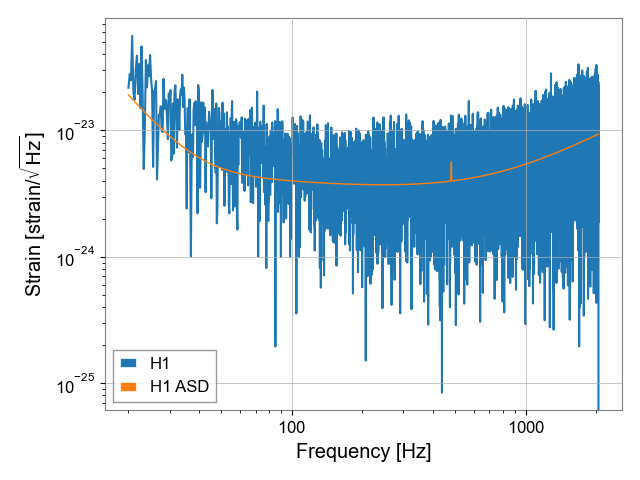 Strain [strain/√Hz]
10⁻²³
10⁻²⁴
10⁻²⁵
H1
H1 ASD
100
1000
Frequency [Hz]